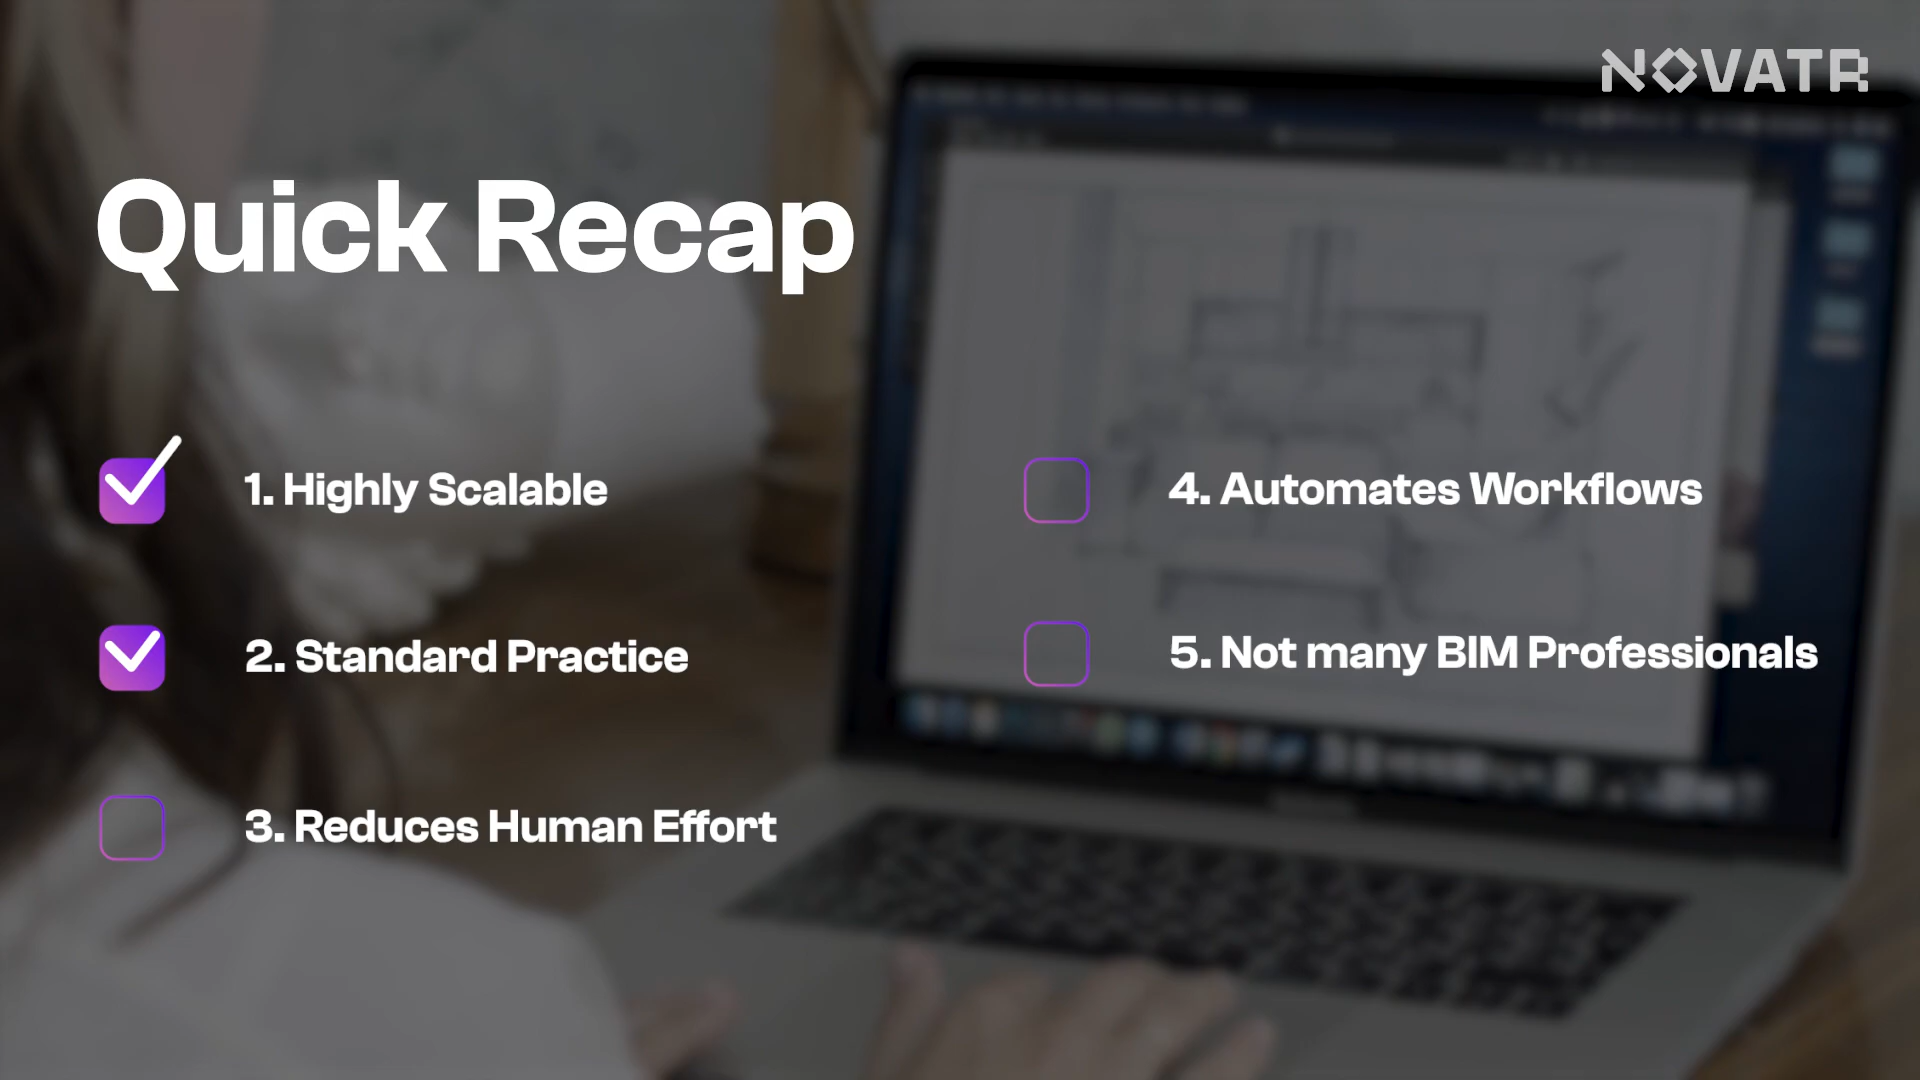 NOVATR
Quick Recap
1. Highly Scalable
2. Standard Practice
3. Reduces Human Effort
4. Automates Workflows
5. Not many BIM Professionals